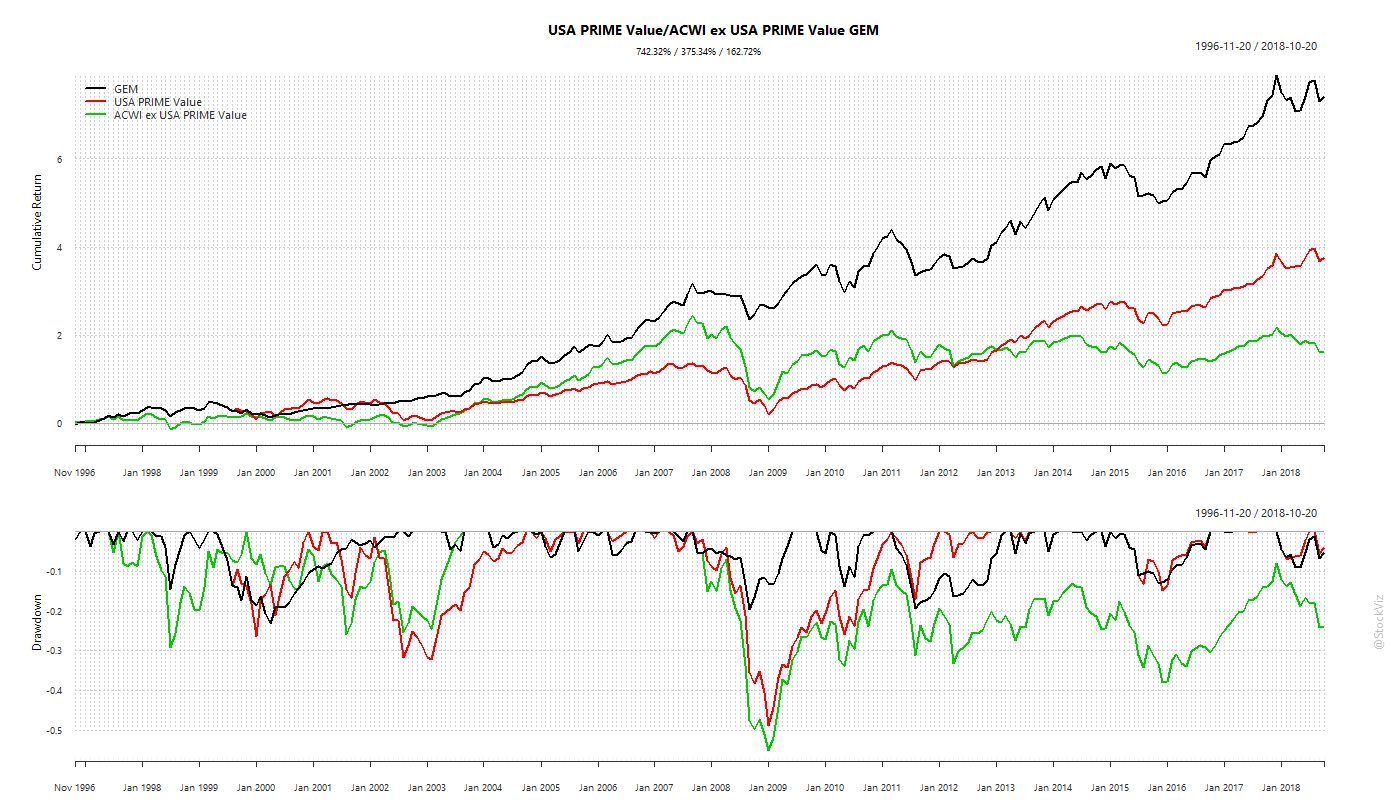 USA PRIME Value/ACWI ex USA PRIME Value GEM
742.32% / 375.34% / 162.72%
1996-11-20 / 2018-10-20
GEM
USA PRIME Value
ACWI ex USA PRIME Value
Cumulative Return
6
4
2
0
Nov 1996 Jan 1998 Jan 1999 Jan 2000 Jan 2001 Jan 2002 Jan 2003 Jan 2004 Jan 2005 Jan 2006 Jan 2007 Jan 2008 Jan 2009 Jan 2010 Jan 2011 Jan 2012 Jan 2013 Jan 2014 Jan 2015 Jan 2016 Jan 2017 Jan 2018
1996-11-20 / 2018-10-20
Drawdown
-0.1
-0.2
-0.3
-0.4
-0.5
Nov 1996 Jan 1998 Jan 1999 Jan 2000 Jan 2001 Jan 2002 Jan 2003 Jan 2004 Jan 2005 Jan 2006 Jan 2007 Jan 2008 Jan 2009 Jan 2010 Jan 2011 Jan 2012 Jan 2013 Jan 2014 Jan 2015 Jan 2016 Jan 2017 Jan 2018
@StockViz